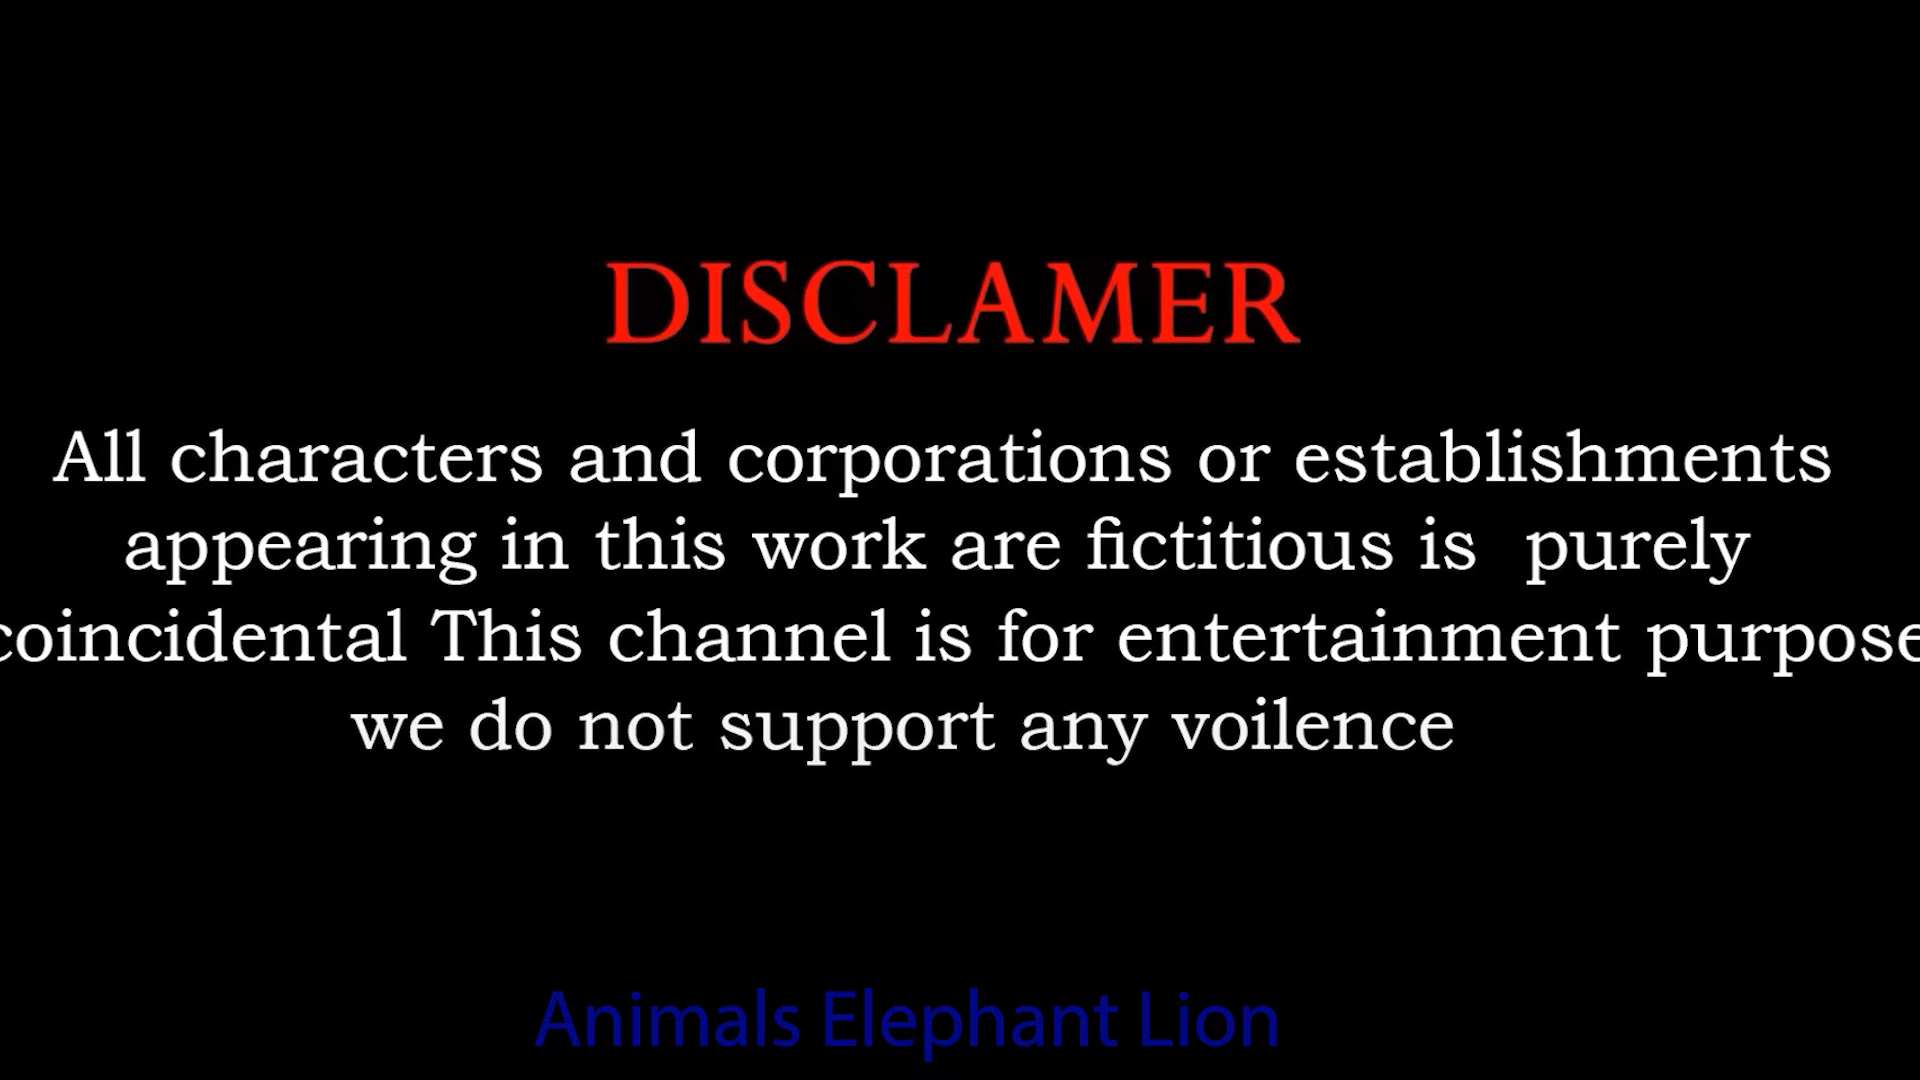 DISCLAMER
All characters and corporations or establishments
appearing in this work are fictitious is purely
coincidental This channel is for entertainment purpose
we do not support any voilence
Animals Elephant Lion